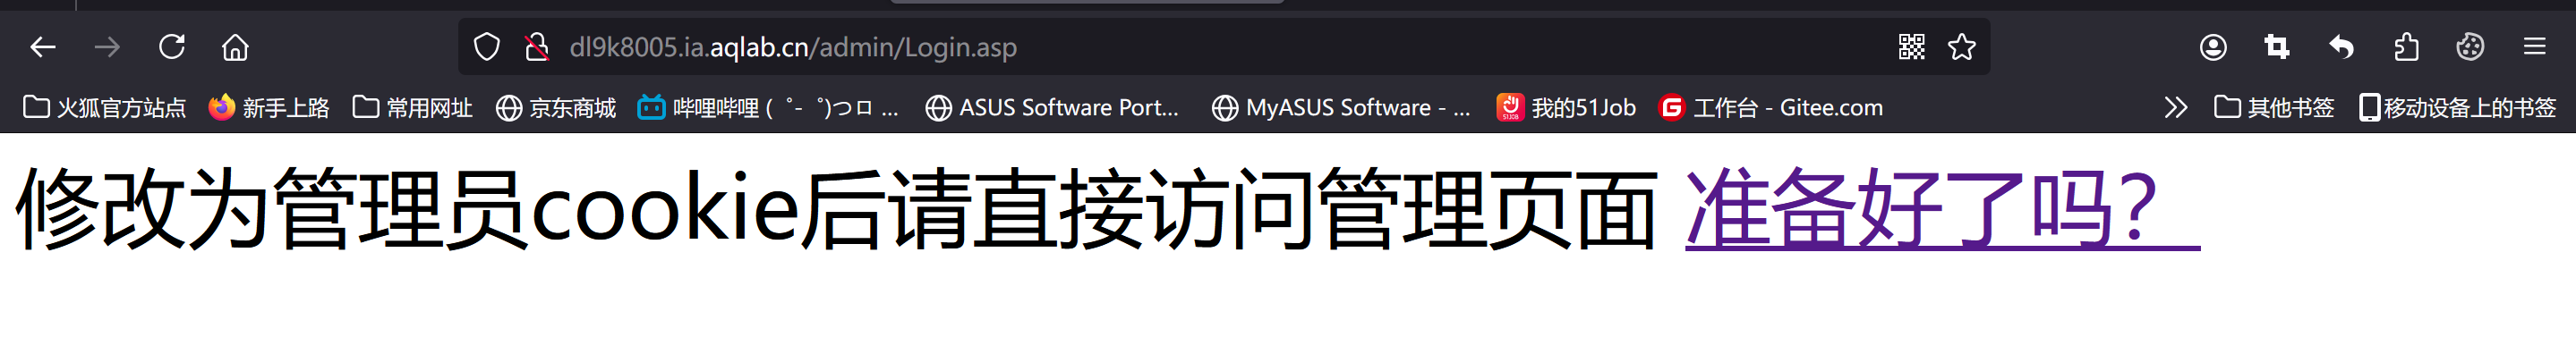 dl9k8005.ia.aqlab.cn/admin/Login.asp
火狐官方站点 新手上路 常用网址 京东商城 哔哩哔哩 ( ゜- ゜)つロ ... ASUS Software Port... MyASUS Software - ... 51JOB 我的51Job G 工作台 - Gitee.com 其他书签 移动设备上的书签
修改为管理员cookie后请直接访问管理页面 准备好了吗?